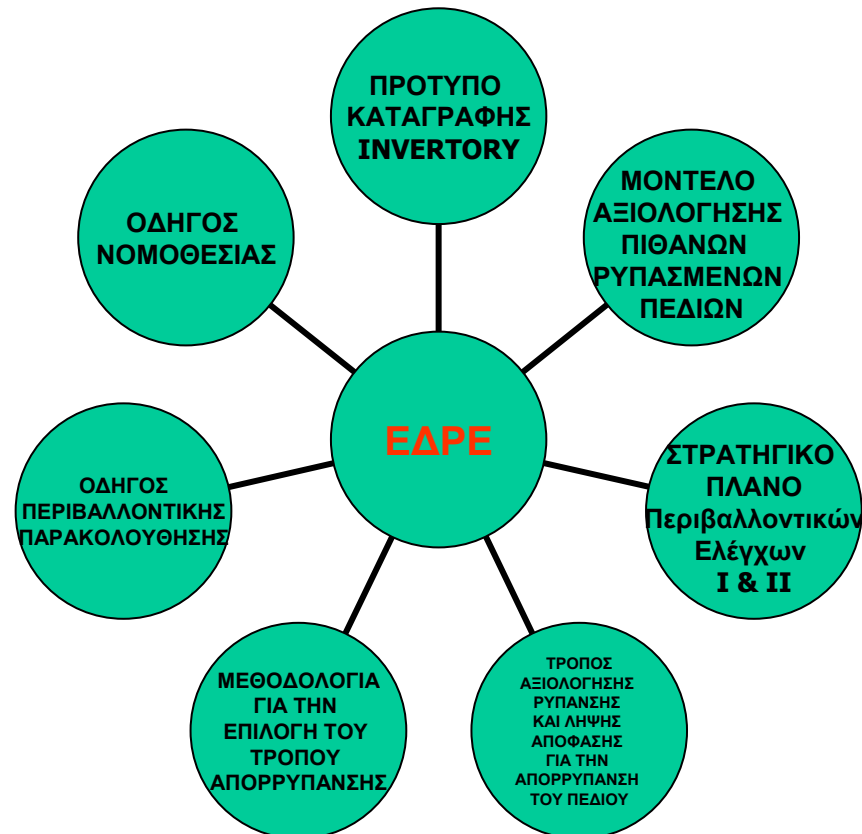 ΠΡΟΤΥΠΟ
ΚΑΤΑΓΡΑΦΗΣ
INVERTORY
ΜΟΝΤΕΛΟ
ΑΞΙΟΛΟΓΗΣΗΣ
ΠΙΘΑΝΩΝ
ΡΥΠΑΣΜΕΝΩΝ
ΠΕΔΙΩΝ
ΣΤΡΑΤΗΓΙΚΟ
ΠΛΑΝΟ
Περιβαλλοντικών
Ελέγχων
I & II
ΤΡΟΠΟΣ
ΑΞΙΟΛΟΓΗΣΗΣ
ΡΥΠΑΝΣΗΣ
ΚΑΙ ΛΗΨΗΣ
ΑΠΟΦΑΣΗΣ
ΓΙΑ ΤΗΝ
ΑΠΟΡΡΥΠΑΝΣΗ
ΤΟΥ ΠΕΔΙΟΥ
ΜΕΘΟΔΟΛΟΓΙΑ
ΓΙΑ ΤΗΝ
ΕΠΙΛΟΓΗ ΤΟΥ
ΤΡΟΠΟΥ
ΑΠΟΡΡΥΠΑΝΣΗΣ
ΟΔΗΓΟΣ
ΠΕΡΙΒΑΛΛΟΝΤΙΚΗΣ
ΠΑΡΑΚΟΛΟΥΘΗΣΗΣ
ΟΔΗΓΟΣ
ΝΟΜΟΘΕΣΙΑΣ
ΕΔΡΕ